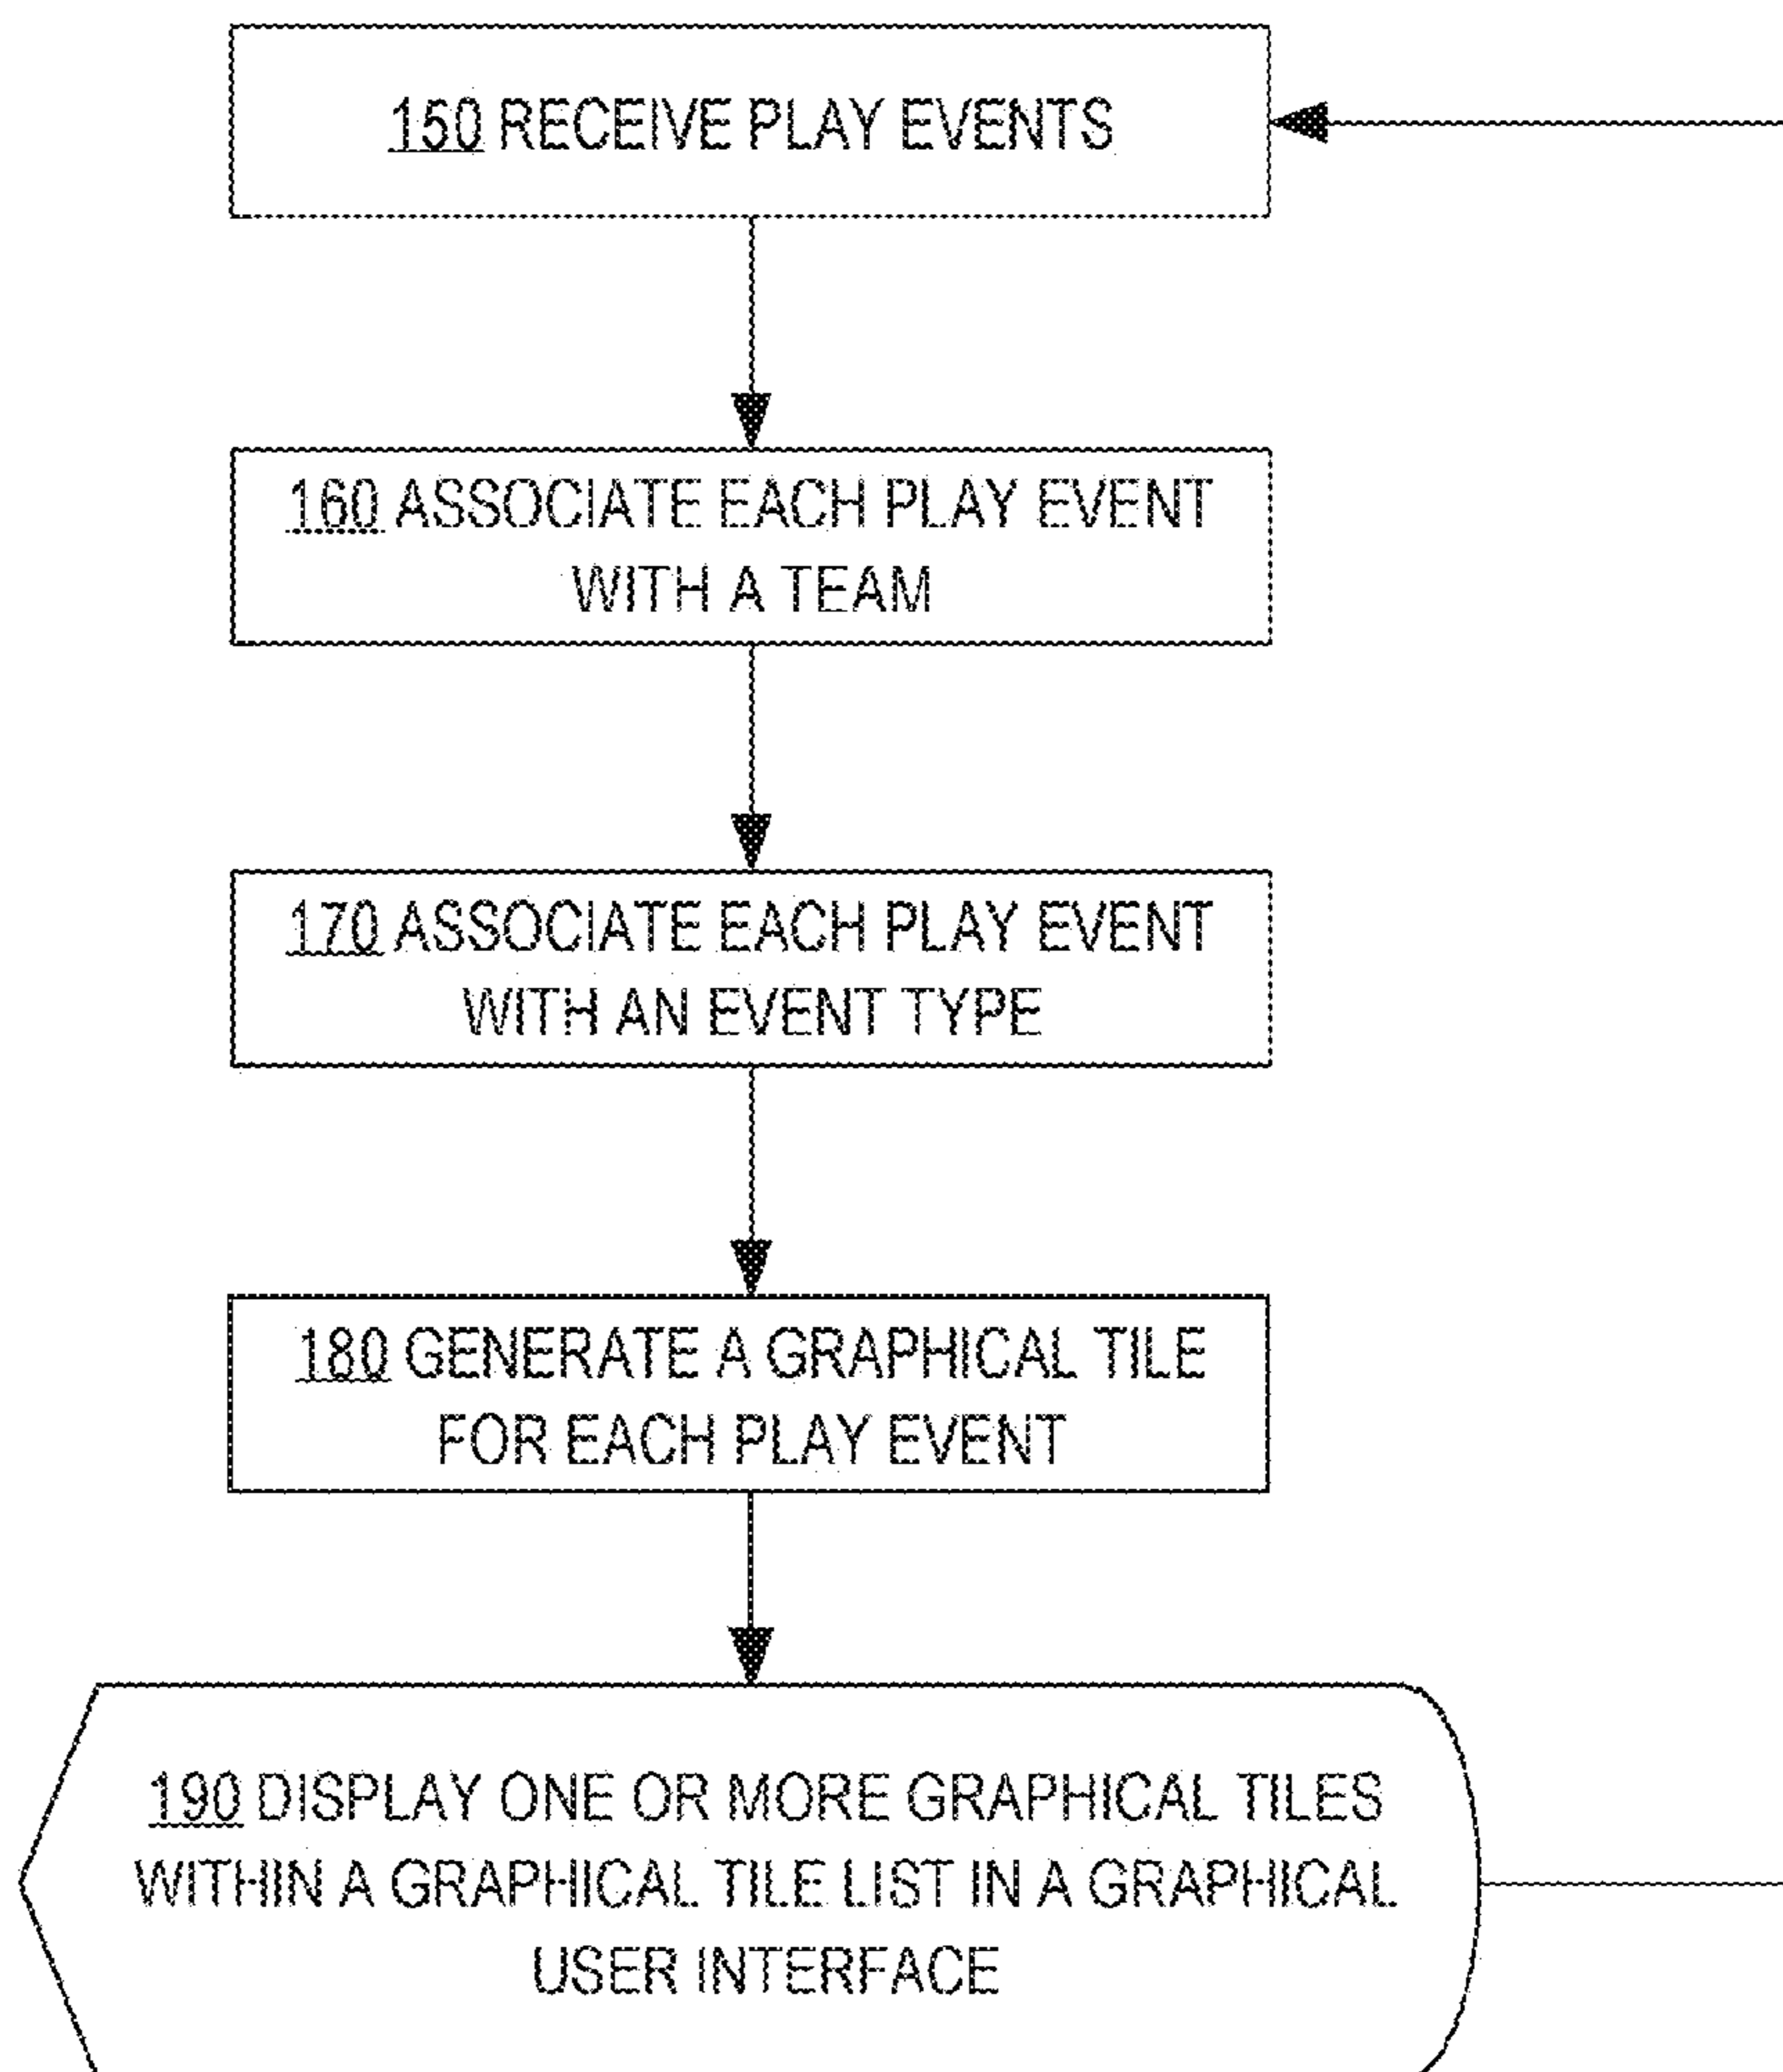 150 RECEIVE PLAY EVENTS
160 ASSOCIATE EACH PLAY EVENT
WITH A TEAM
170 ASSOCIATE EACH PLAY EVENT
WITH AN EVENT TYPE
180 GENERATE A GRAPHICAL TILE
FOR EACH PLAY EVENT
190 DISPLAY ONE OR MORE GRAPHICAL TILES
WITHIN A GRAPHICAL TILE LIST IN A GRAPHICAL
USER INTERFACE